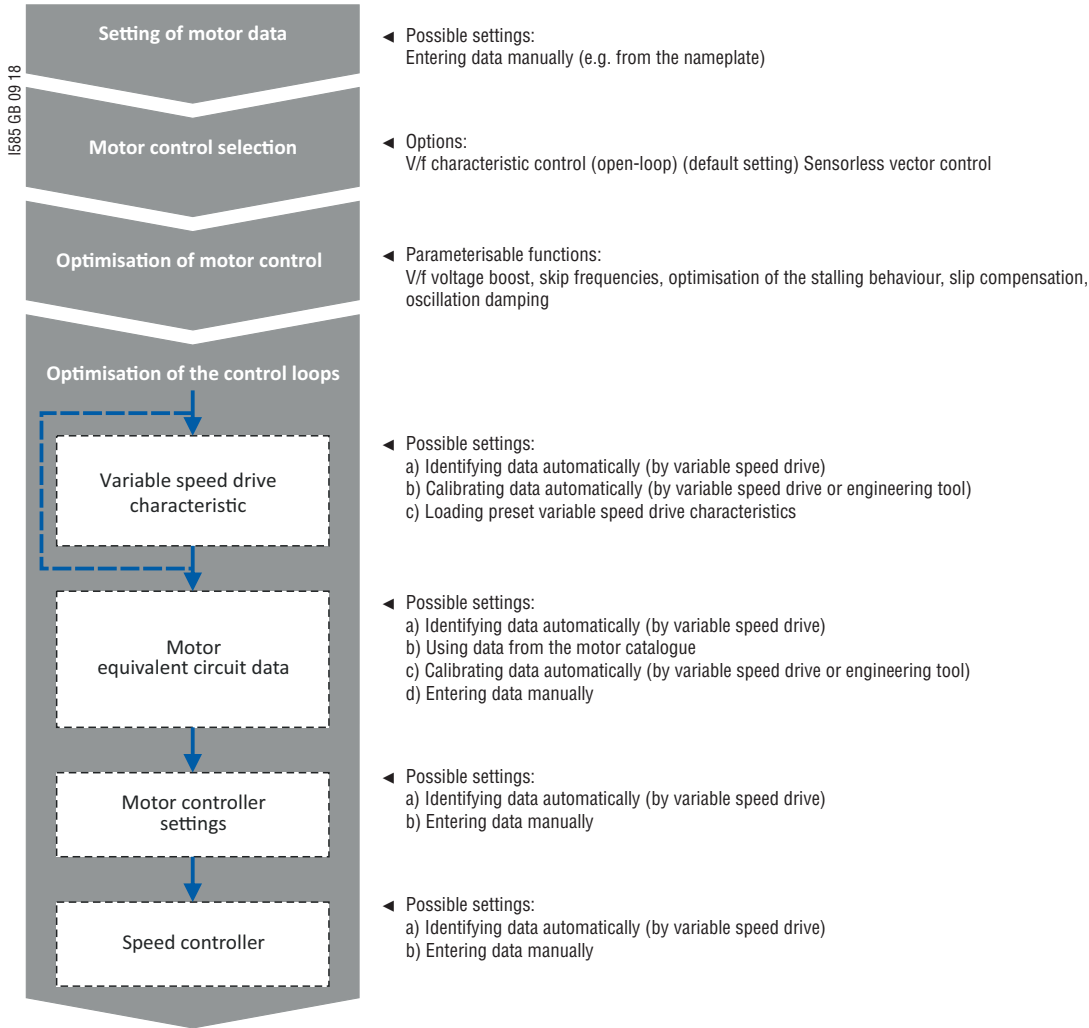 Setting of motor data
◄ Possible settings:
Entering data manually (e.g. from the nameplate)
I585 GB 09 18
Motor control selection
◄ Options:
V/f characteristic control (open-loop) (default setting) Sensorless vector control
Optimisation of motor control
◄ Parameterisable functions:
V/f voltage boost, skip frequencies, optimisation of the stalling behaviour, slip compensation,
oscillation damping
Optimisation of the control loops
Variable speed drive
characteristic
◄ Possible settings:
a) Identifying data automatically (by variable speed drive)
b) Calibrating data automatically (by variable speed drive or engineering tool)
c) Loading preset variable speed drive characteristics
Motor
equivalent circuit data
◄ Possible settings:
a) Identifying data automatically (by variable speed drive)
b) Using data from the motor catalogue
c) Calibrating data automatically (by variable speed drive or engineering tool)
d) Entering data manually
Motor controller
settings
◄ Possible settings:
a) Identifying data automatically (by variable speed drive)
b) Entering data manually
Speed controller
◄ Possible settings:
a) Identifying data automatically (by variable speed drive)
b) Entering data manually